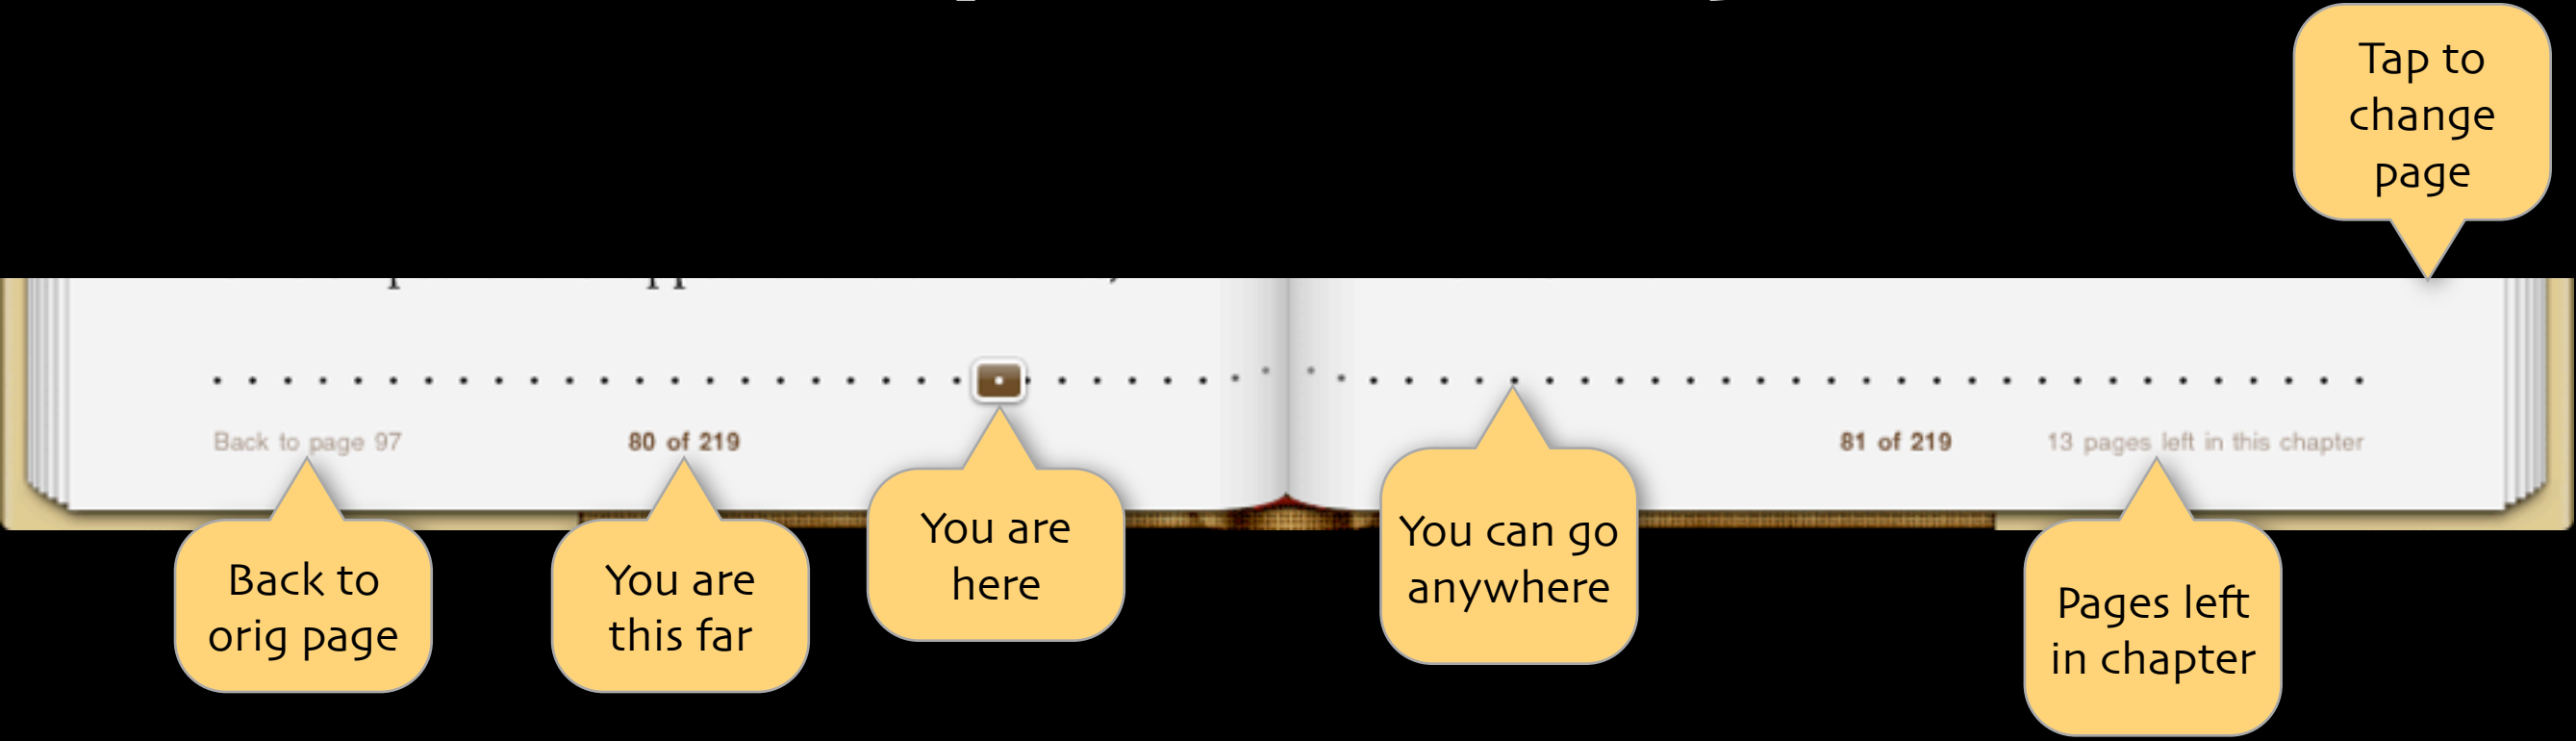 Tap to
change
page
Back to page 97
80 of 219
81 of 219
13 pages left in this chapter
Back to
orig page
You are
this far
You are
here
You can go
anywhere
Pages left
in chapter